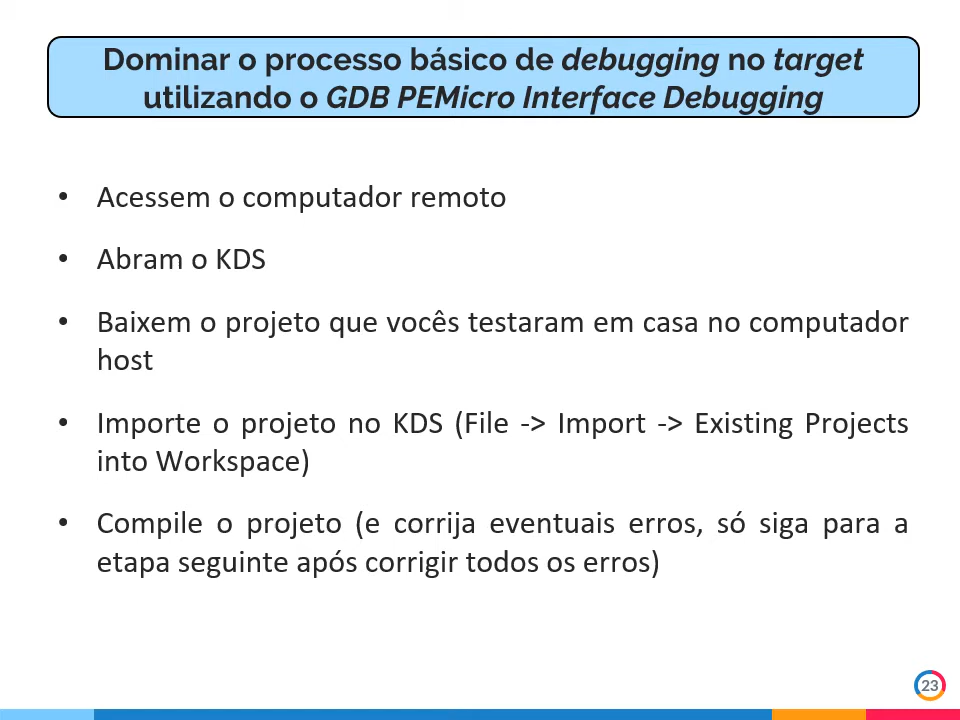 Dominar o processo básico de debugging no target
utilizando o GDB PEMicro Interface Debugging
• Acessem o computador remoto
• Abram o KDS
• Baixem o projeto que vocês testaram em casa no computador
host
• Importe o projeto no KDS (File -> Import -> Existing Projects
into Workspace)
• Compile o projeto (e corrija eventuais erros, só siga para a
etapa seguinte após corrigir todos os erros)
23